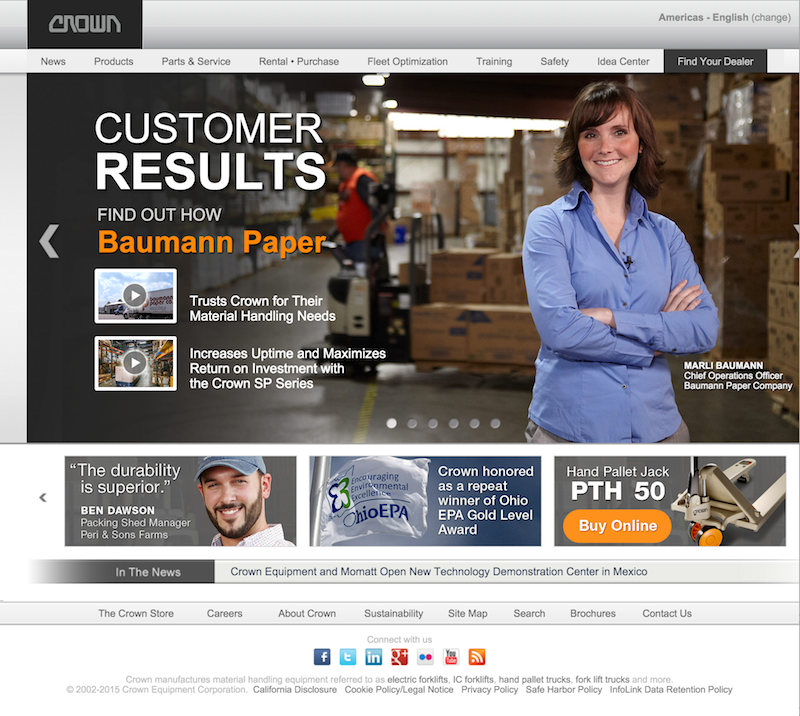 CROWN
Americas - English (change)
News Products Parts & Service Rental • Purchase Fleet Optimization Training Safety Idea Center Find Your Dealer
CUSTOMER
RESULTS
FIND OUT HOW
Baumann Paper
baumann
paper co.
Trusts Crown for Their
Material Handling Needs
Increases Uptime and Maximizes
Return on Investment with
the Crown SP Series
MARLI BAUMANN
Chief Operations Officer
Baumann Paper Company
“The durability
is superior.”
BEN DAWSON
Packing Shed Manager
Peri & Sons Farms
Encouraging
Environmental
Excellence
OhioEPA
Crown honored
as a repeat
winner of Ohio
EPA Gold Level
Award
Hand Pallet Jack
PTH 50
Buy Online
In The News
Crown Equipment and Momatt Open New Technology Demonstration Center in Mexico
The Crown Store Careers About Crown Sustainability Site Map Search Brochures Contact Us
Connect with us
f t in g+ You Tube
Crown manufactures material handling equipment referred to as electric forklifts, IC forklifts, hand pallet trucks, fork lift trucks and more.
© 2002-2015 Crown Equipment Corporation. California Disclosure Cookie Policy/Legal Notice Privacy Policy Safe Harbor Policy InfoLink Data Retention Policy